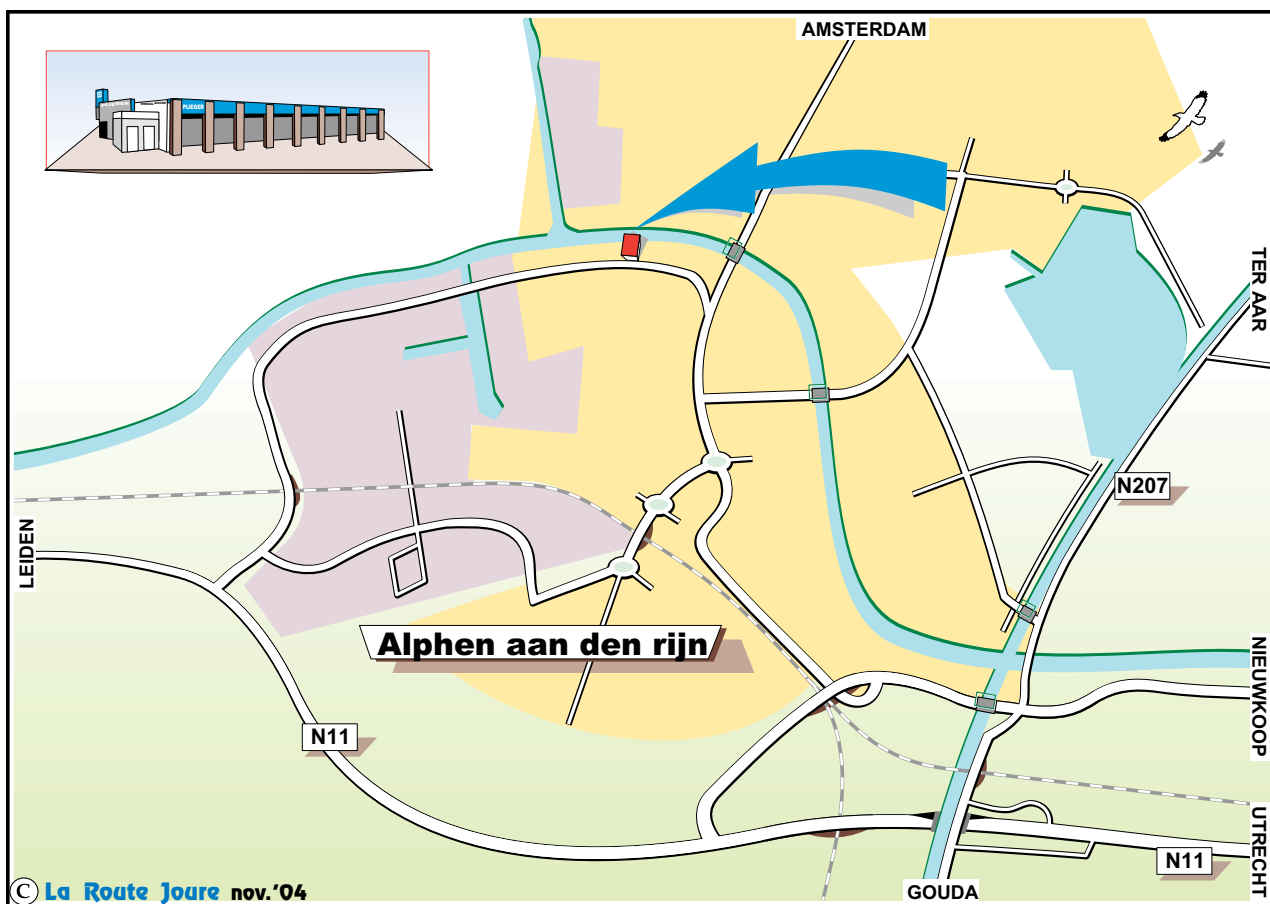 AMSTERDAM
PLIEGER
TER AAR
N207
LEIDEN
Alphen aan den rijn
NIEUWKOOP
N11
UTRECHT
N11
GOUDA
© La Route Joure nov.'04